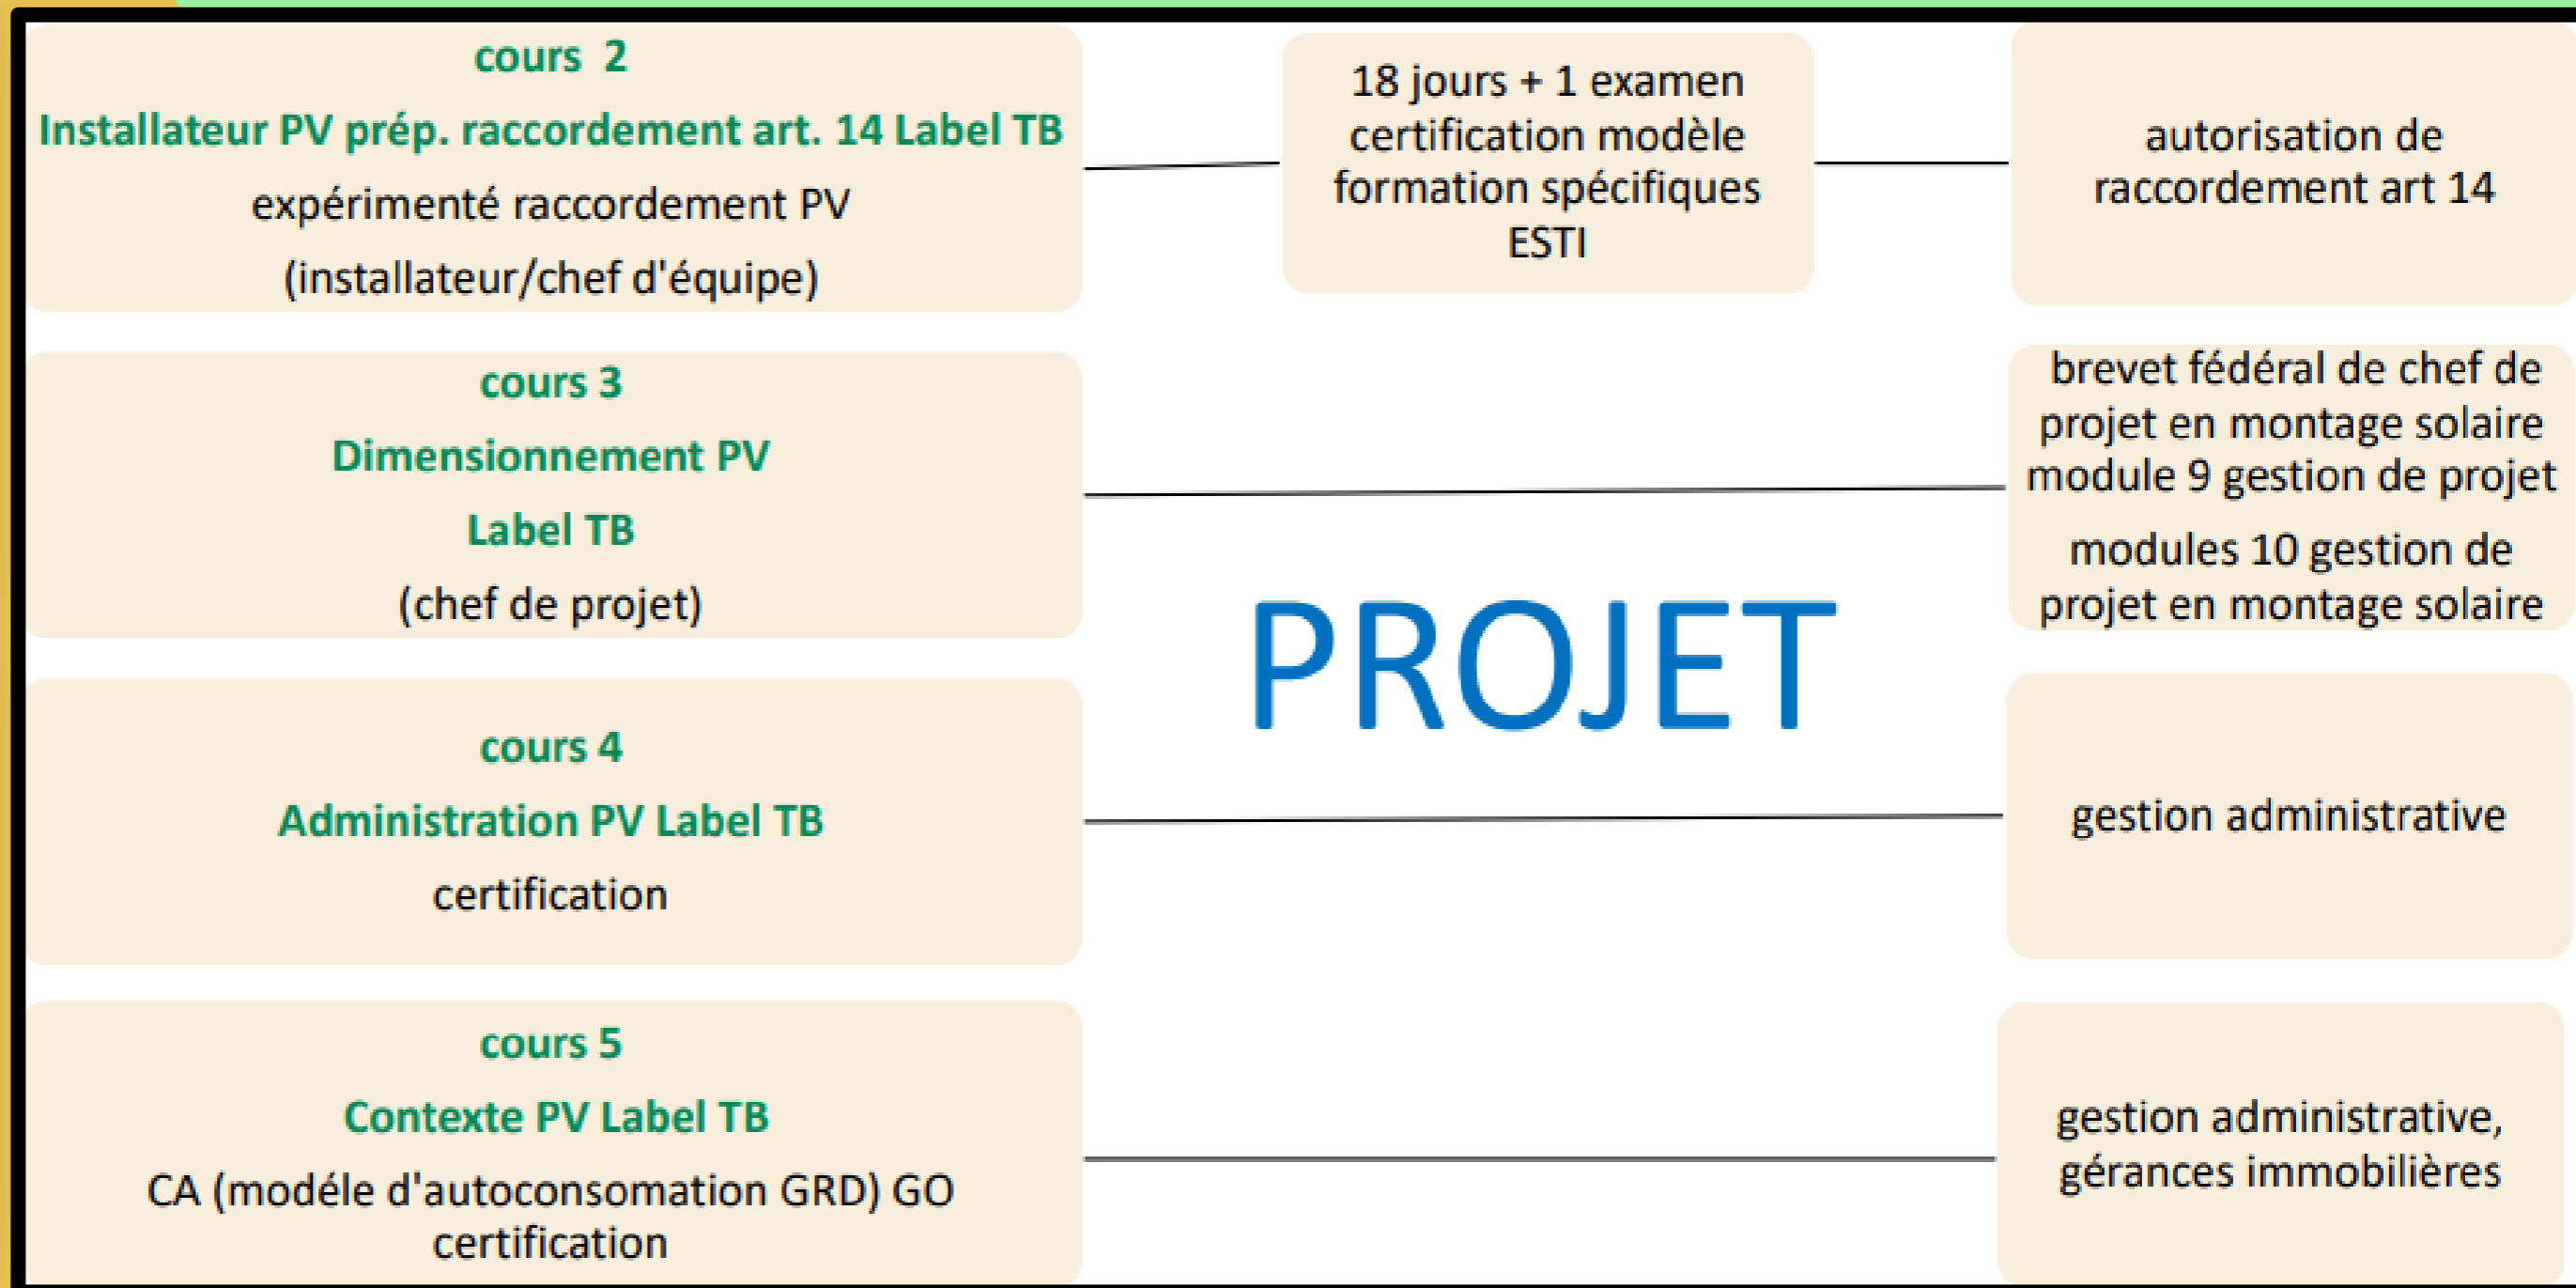 cours 2
Installateur PV prép. raccordement art. 14 Label TB
expérimenté raccordement PV
(installateur/chef d'équipe)
18 jours + 1 examen
certification modèle
formation spécifiques
ESTI
autorisation de
raccordement art 14
cours 3
Dimensionnement PV
Label TB
(chef de projet)
brevet fédéral de chef de
projet en montage solaire
module 9 gestion de projet
modules 10 gestion de
projet en montage solaire
PROJET
cours 4
Administration PV Label TB
certification
gestion administrative
cours 5
Contexte PV Label TB
CA (modéle d'autoconsomation GRD) GO
certification
gestion administrative,
gérances immobilières